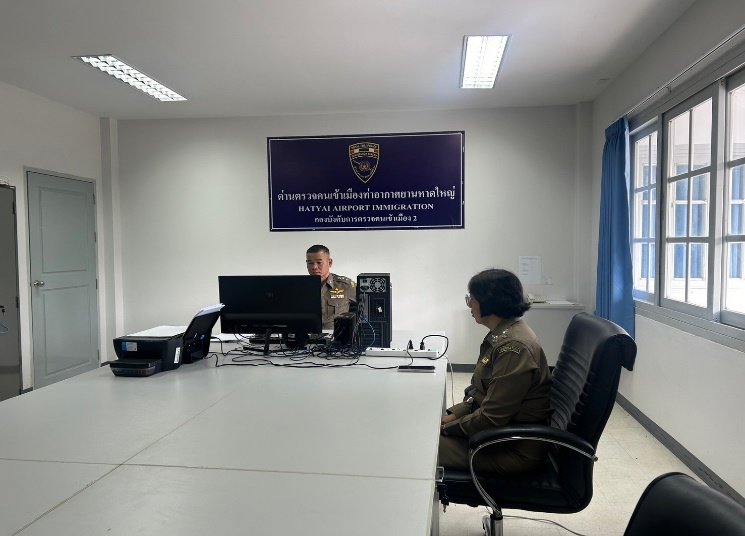 ด่านตรวจคนเข้าเมืองท่าอากาศยานหาดใหญ่
HATYAI AIRPORT IMMIGRATION
กองบังคับการตรวจคนเข้าเมือง 2